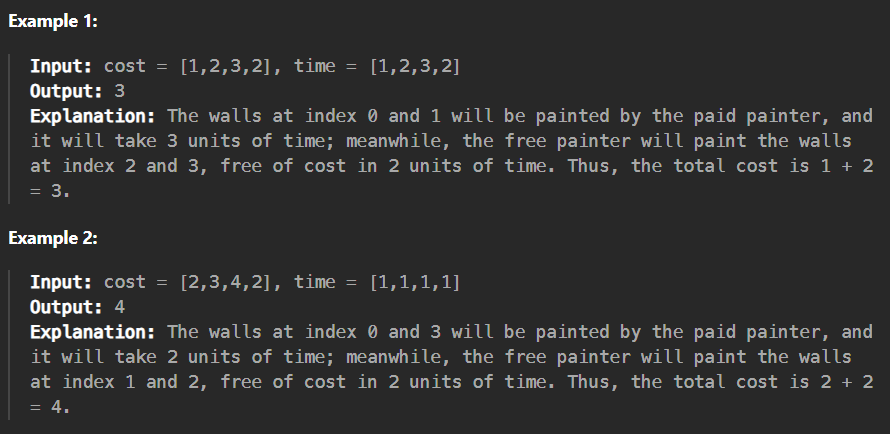 Example 1:
Input: cost = [1,2,3,2], time = [1,2,3,2]
Output: 3
Explanation: The walls at index 0 and 1 will be painted by the paid painter, and
it will take 3 units of time; meanwhile, the free painter will paint the walls
at index 2 and 3, free of cost in 2 units of time. Thus, the total cost is 1 + 2
= 3.
Example 2:
Input: cost = [2,3,4,2], time = [1,1,1,1]
Output: 4
Explanation: The walls at index 0 and 3 will be painted by the paid painter, and
it will take 2 units of time; meanwhile, the free painter will paint the walls
at index 1 and 2, free of cost in 2 units of time. Thus, the total cost is 2 + 2
= 4.